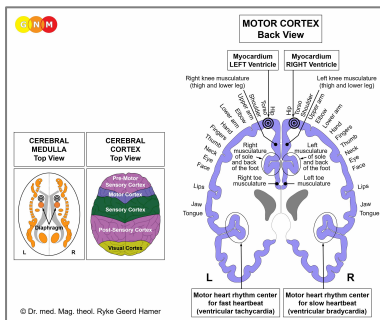 GNM
MOTOR CORTEX
Back View
Myocardium
LEFT Ventricle
Myocardium
RIGHT Ventricle
Right knee musculature
(thigh and lower leg)
Left knee musculature
(thigh and lower leg)
Hip
Torso
Shoulder
Upper arm
Elbow
Lower arm
Hand
Fingers
Thumb
Neck
Eye
Face
Lips
Jaw
Tongue
Hip
Torso
Shoulder
Upper arm
Elbow
Lower arm
Hand
Fingers
Thumb
Neck
Eye
Face
Lips
Jaw
Tongue
Right
musculature
of sole and
back of
the foot
Left
musculature
of sole
and back
of the foot
Right toe
musculature
Left toe
musculature
CEREBRAL
MEDULLA
Top View
Diaphragm
L
R
CEREBRAL
CORTEX
Top View
Pre-Motor
Sensory Cortex
Motor Cortex
Sensory Cortex
Post-Sensory Cortex
Visual Cortex
L
R
Motor heart rhythm center
for fast heartbeat
(ventricular tachycardia)
Motor heart rhythm center
for slow heartbeat
(ventricular bradycardia)
© Dr. med. Mag. theol. Ryke Geerd Hamer